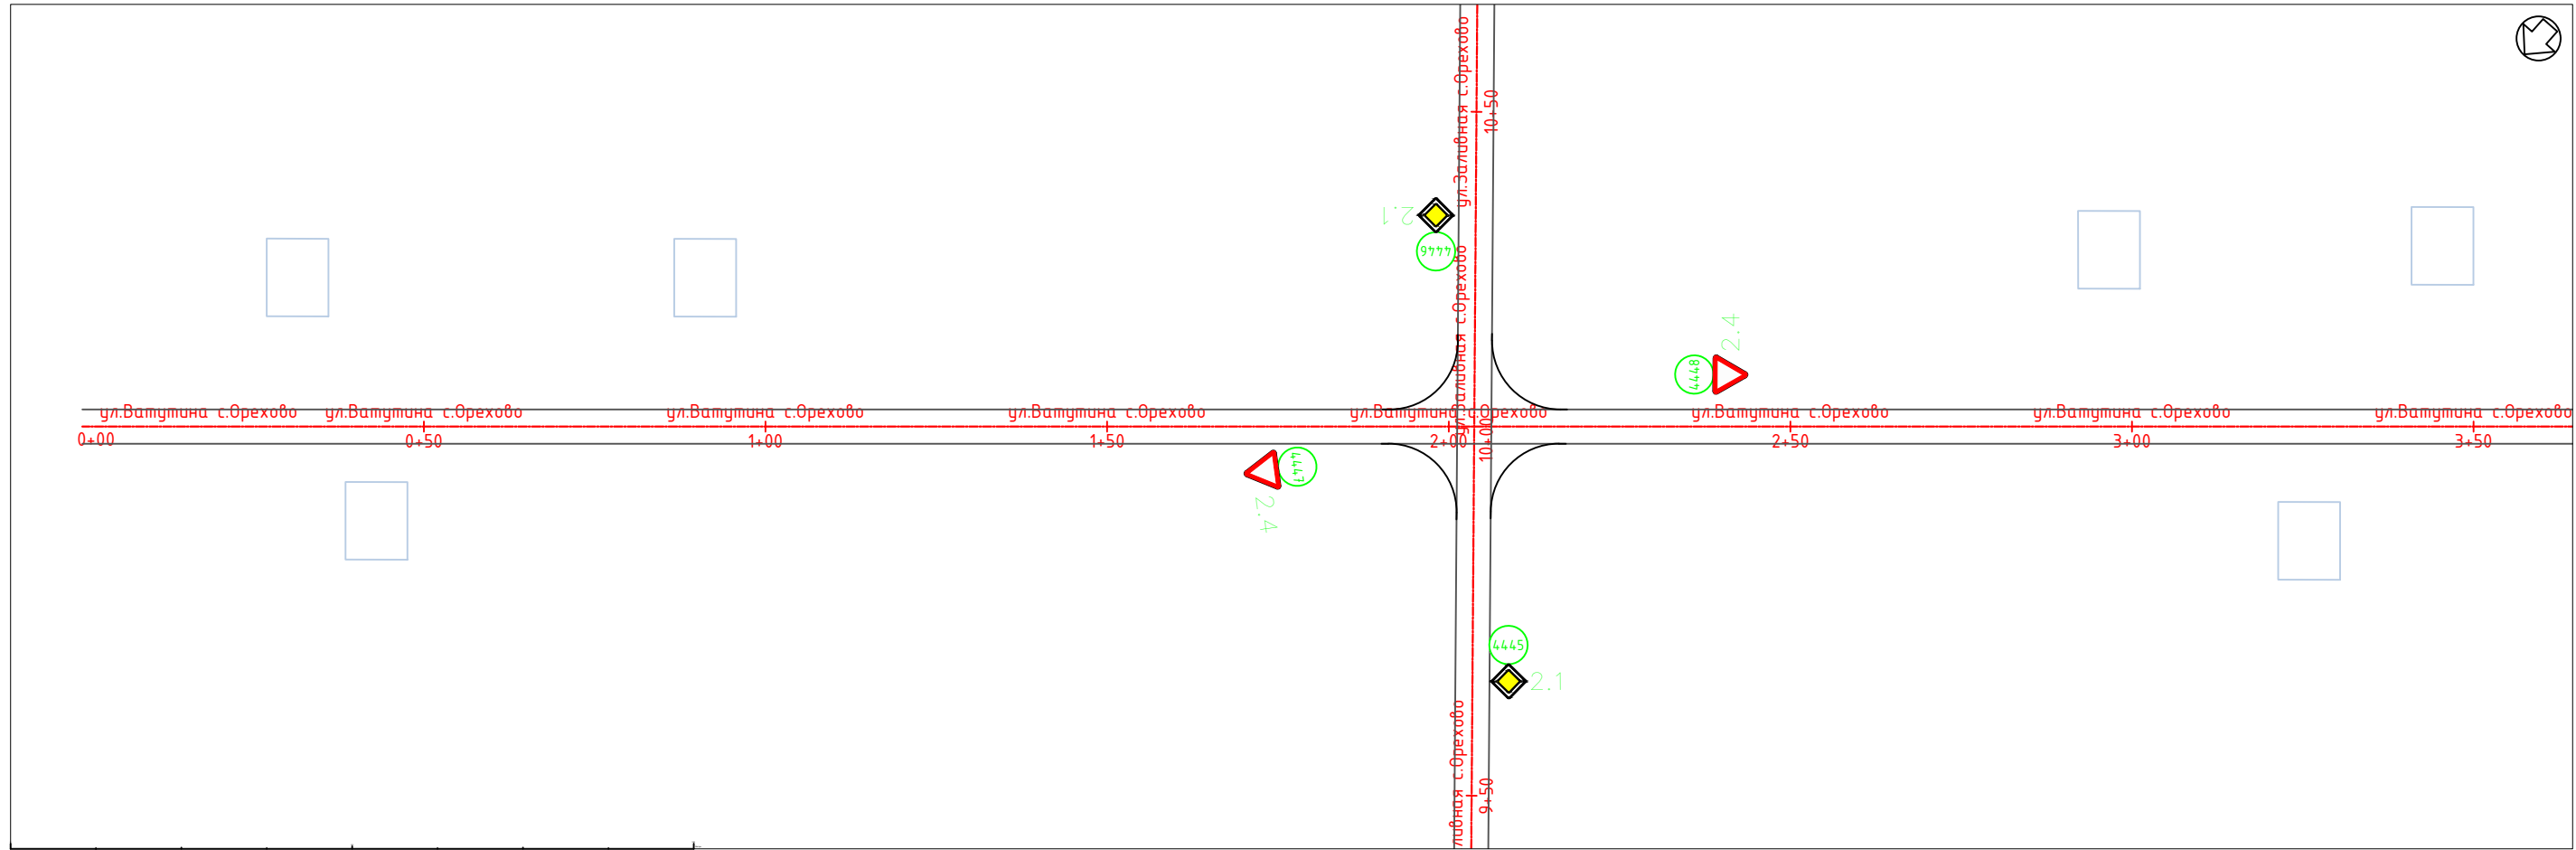 ул.Заливная с.Орехово
10+50
2.1
4446
ул.Заливная с.Орехово
2.4
4448
ул.Ватутина с.Орехово
ул.Ватутина с.Орехово
ул.Ватутина с.Орехово
ул.Ватутина с.Орехово
ул.Ватутина с.Орехово
ул.Ватутина с.Орехово
ул.Ватутина с.Орехово
ул.Ватутина с.Орехово
0+00
0+50
1+00
1+50
2+00
10+00
2+50
3+00
3+50
4447
2.4
4445
2.1
ливная с.Орехово
9+50